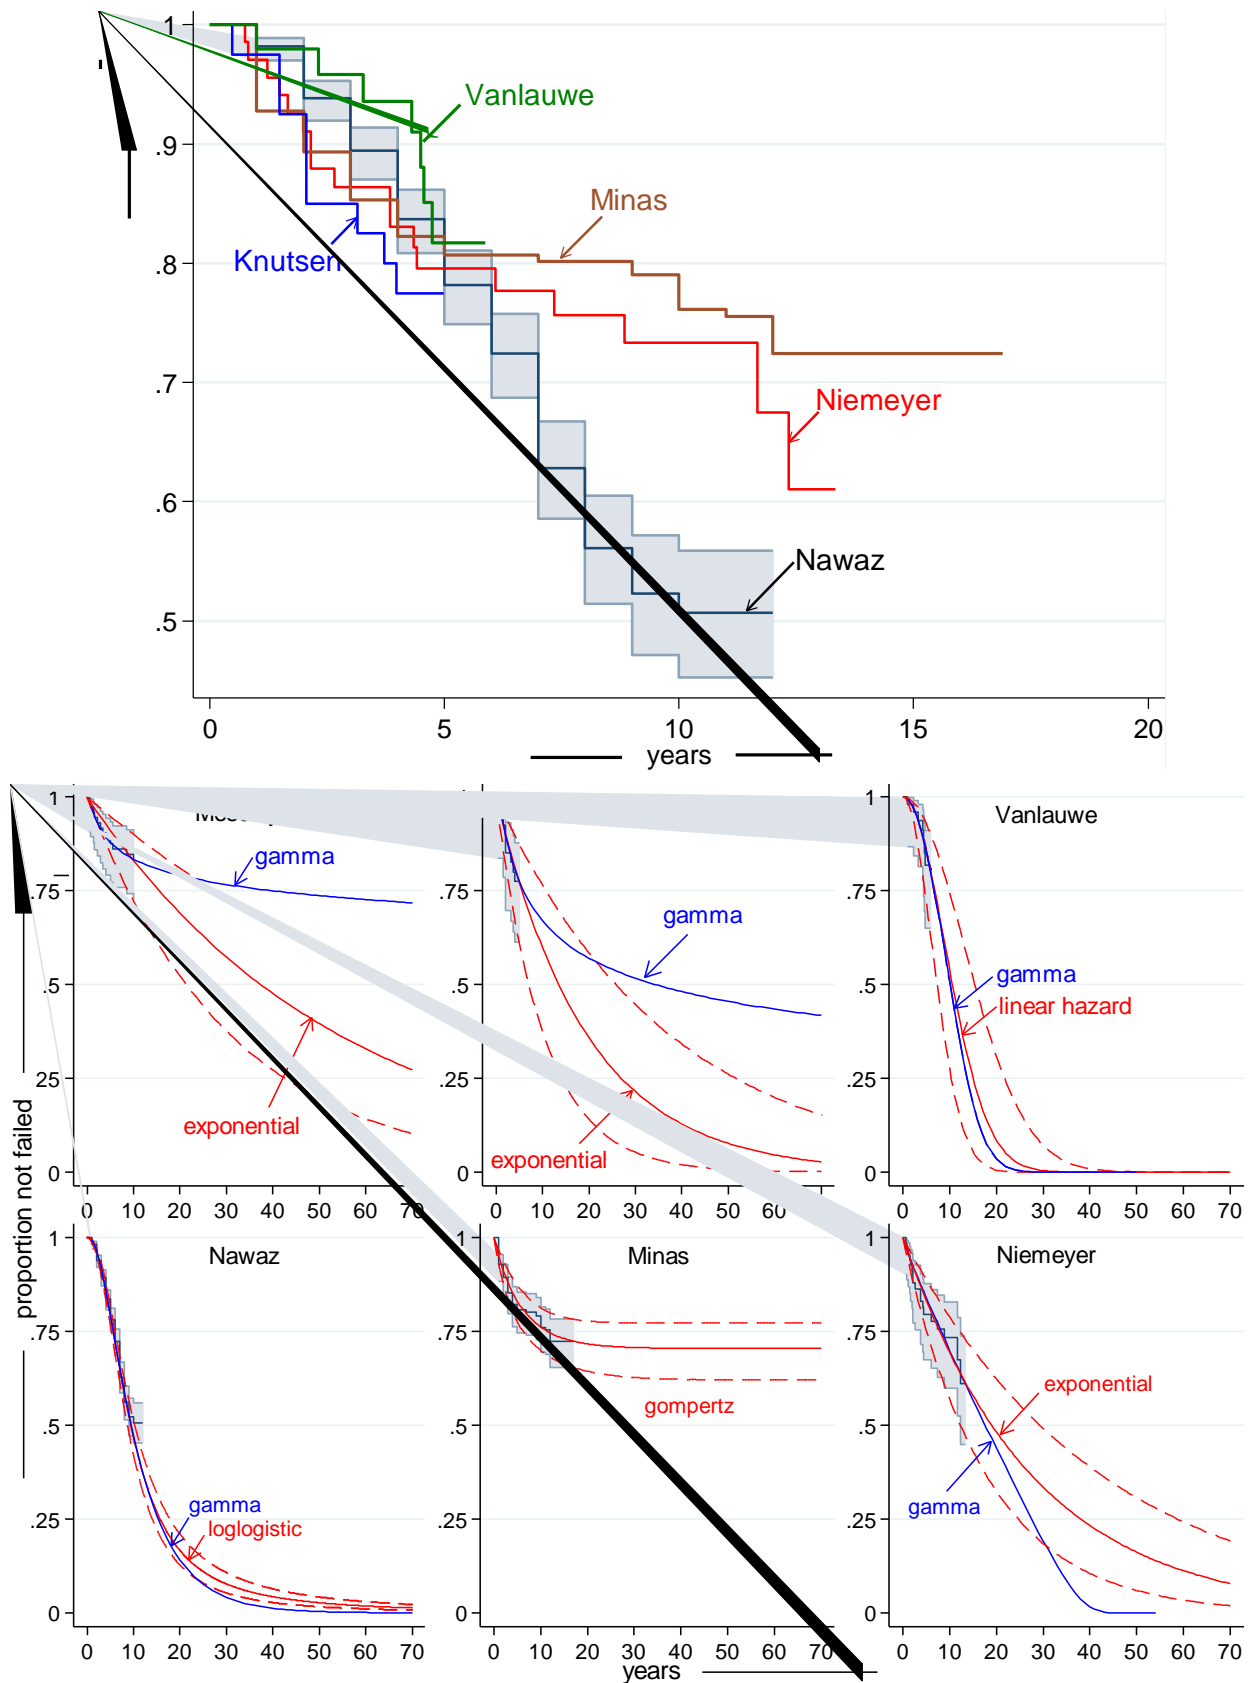 1
.9
.8
.7
.6
.5
Vanlauwe
Minas
Knutsen
Niemeyer
Nawaz
0 5 10 15 20
years
proportion not failed
1
.75
.5
.25
0
gamma
exponential
0 10 20 30 40 50 60 70
1
.75
.5
.25
0
gamma
exponential
0 10 20 30 40 50 60
Vanlauwe
1
.75
.5
.25
0
gamma
linear hazard
0 10 20 30 40 50 60 70
Nawaz
1
.75
.5
.25
0
gamma
loglogistic
0 10 20 30 40 50 60 70
Minas
1
.75
.5
.25
0
gompertz
0 10 20 30 40 50 60 70
Niemeyer
1
.75
.5
.25
0
exponential
gamma
0 10 20 30 40 50 60 70
years